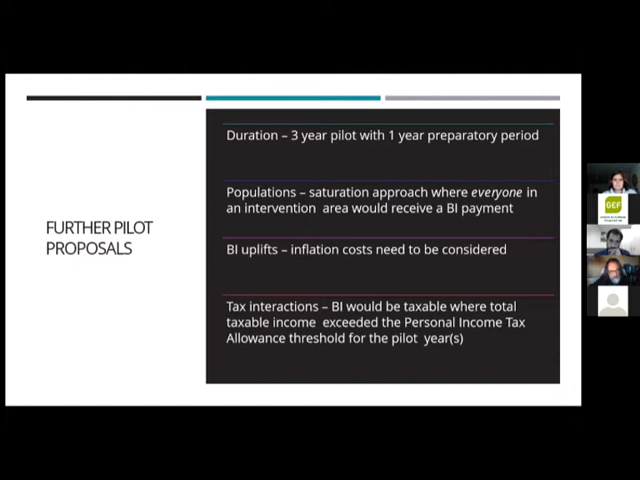 FURTHER PILOT
PROPOSALS
Duration – 3 year pilot with 1 year preparatory period
Populations – saturation approach where everyone in
an intervention area would receive a BI payment
BI uplifts – inflation costs need to be considered
Tax interactions – BI would be taxable where total
taxable income exceeded the Personal Income Tax
Allowance threshold for the pilot year(s)
GEF